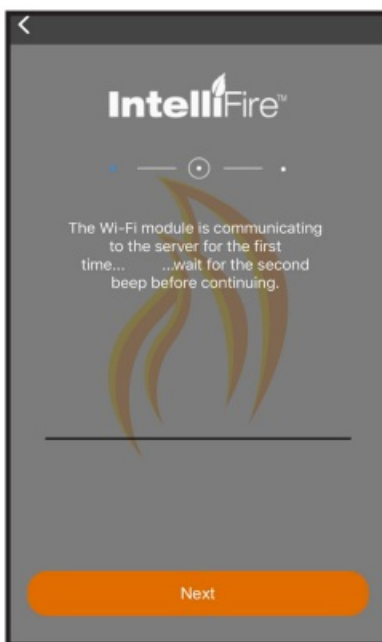 IntelliFire™
The Wi-Fi module is communicating
to the server for the first
time... ...wait for the second
beep before continuing.
Next